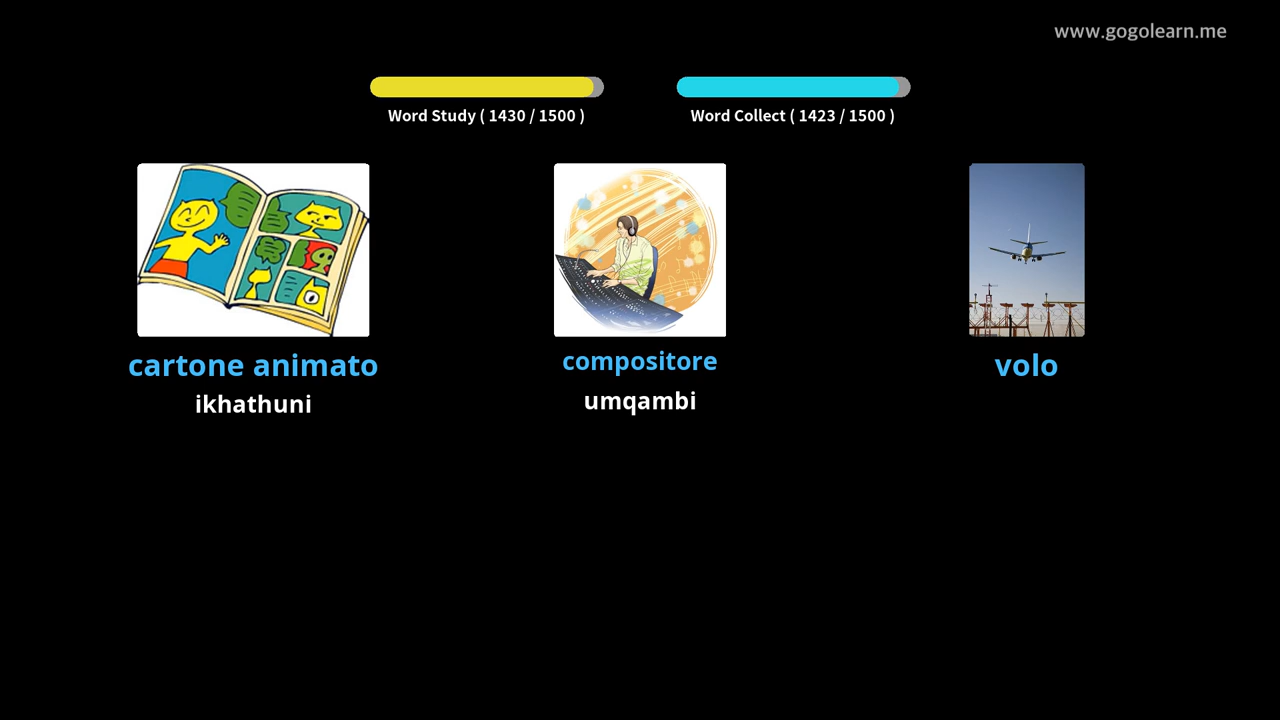 www.gogolearn.me
Word Study ( 1430 / 1500 )
Word Collect ( 1423 / 1500 )
cartone animato
ikhathuni
compositore
umqambi
volo